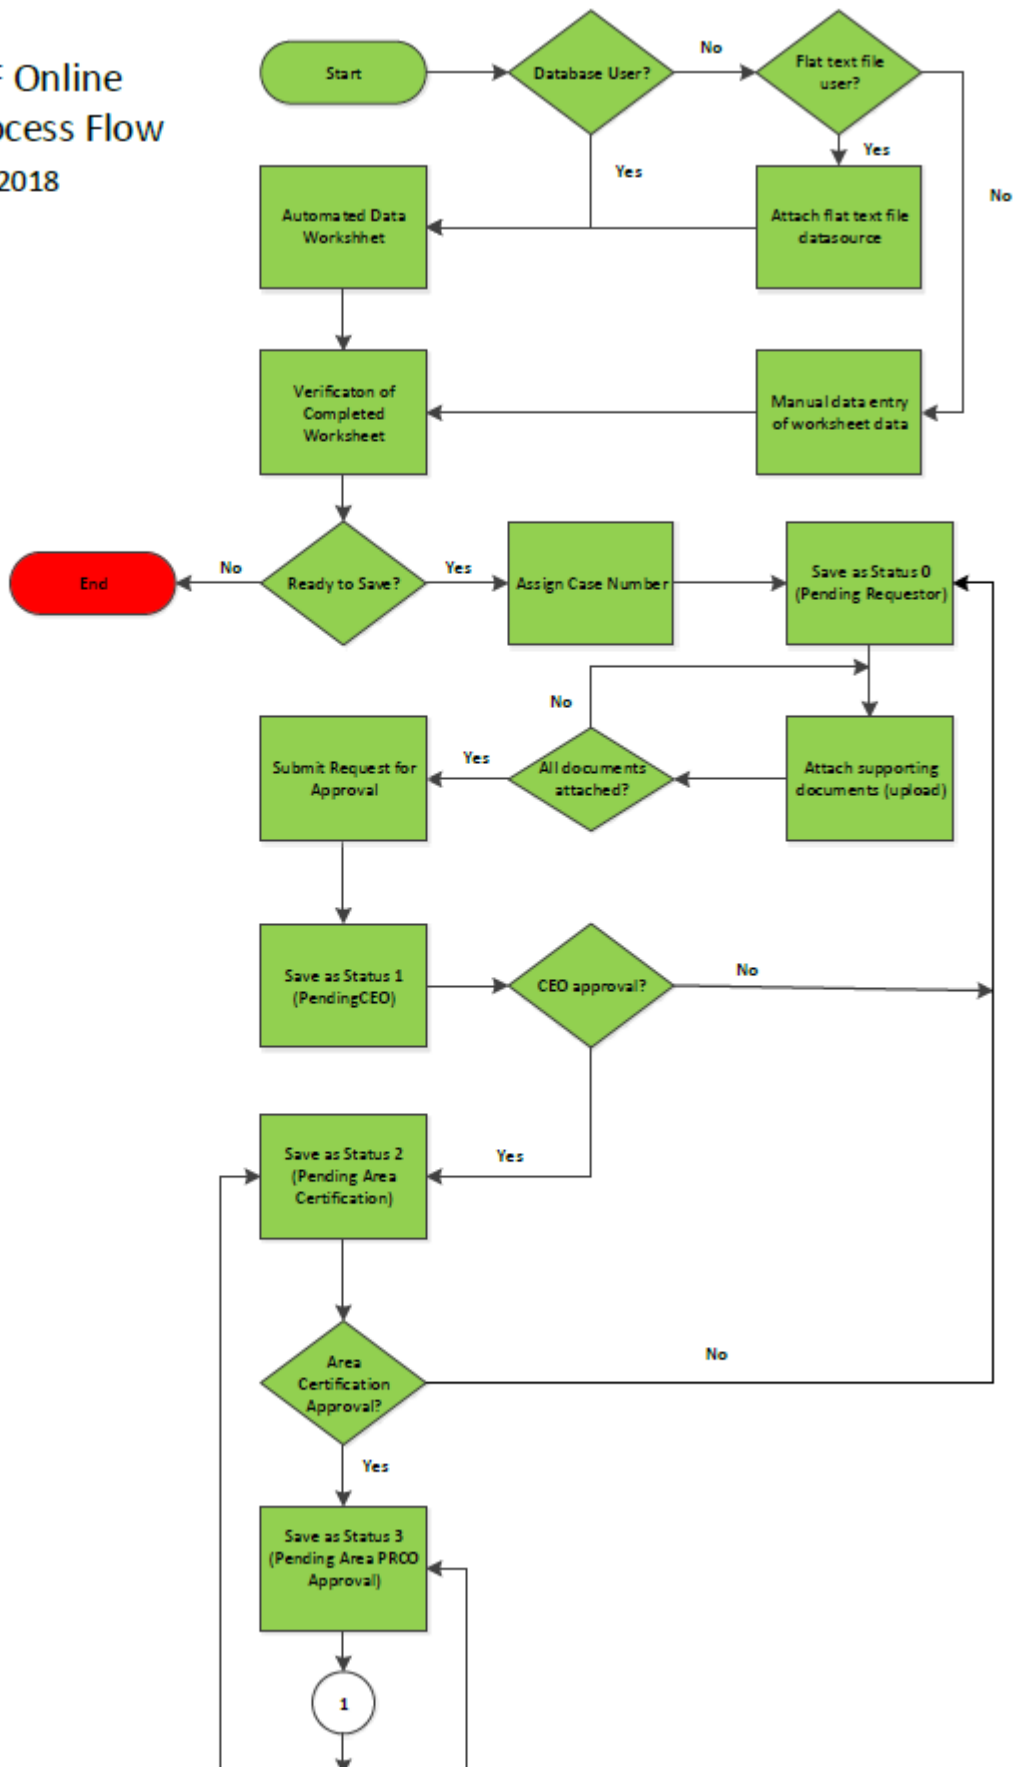 F Online
ocess Flow
2018
Start
Database User?
No
Flat text file
user?
Yes
Yes
No
Automated Data
Workshhet
Attach flat text file
datasource
Verificaton of
Completed
Worksheet
Manual data entry
of worksheet data
End
No
Ready to Save?
Yes
Assign Case Number
Save as Status 0
(Pending Requestor)
No
Submit Request for
Approval
Yes
All documents
attached?
Attach supporting
documents (upload)
Save as Status 1
(PendingCEO)
CEO approval?
No
Save as Status 2
(Pending Area
Certification)
Yes
Area
Certification
Approval?
No
Yes
Save as Status 3
(Pending Area PRCO
Approval)
1